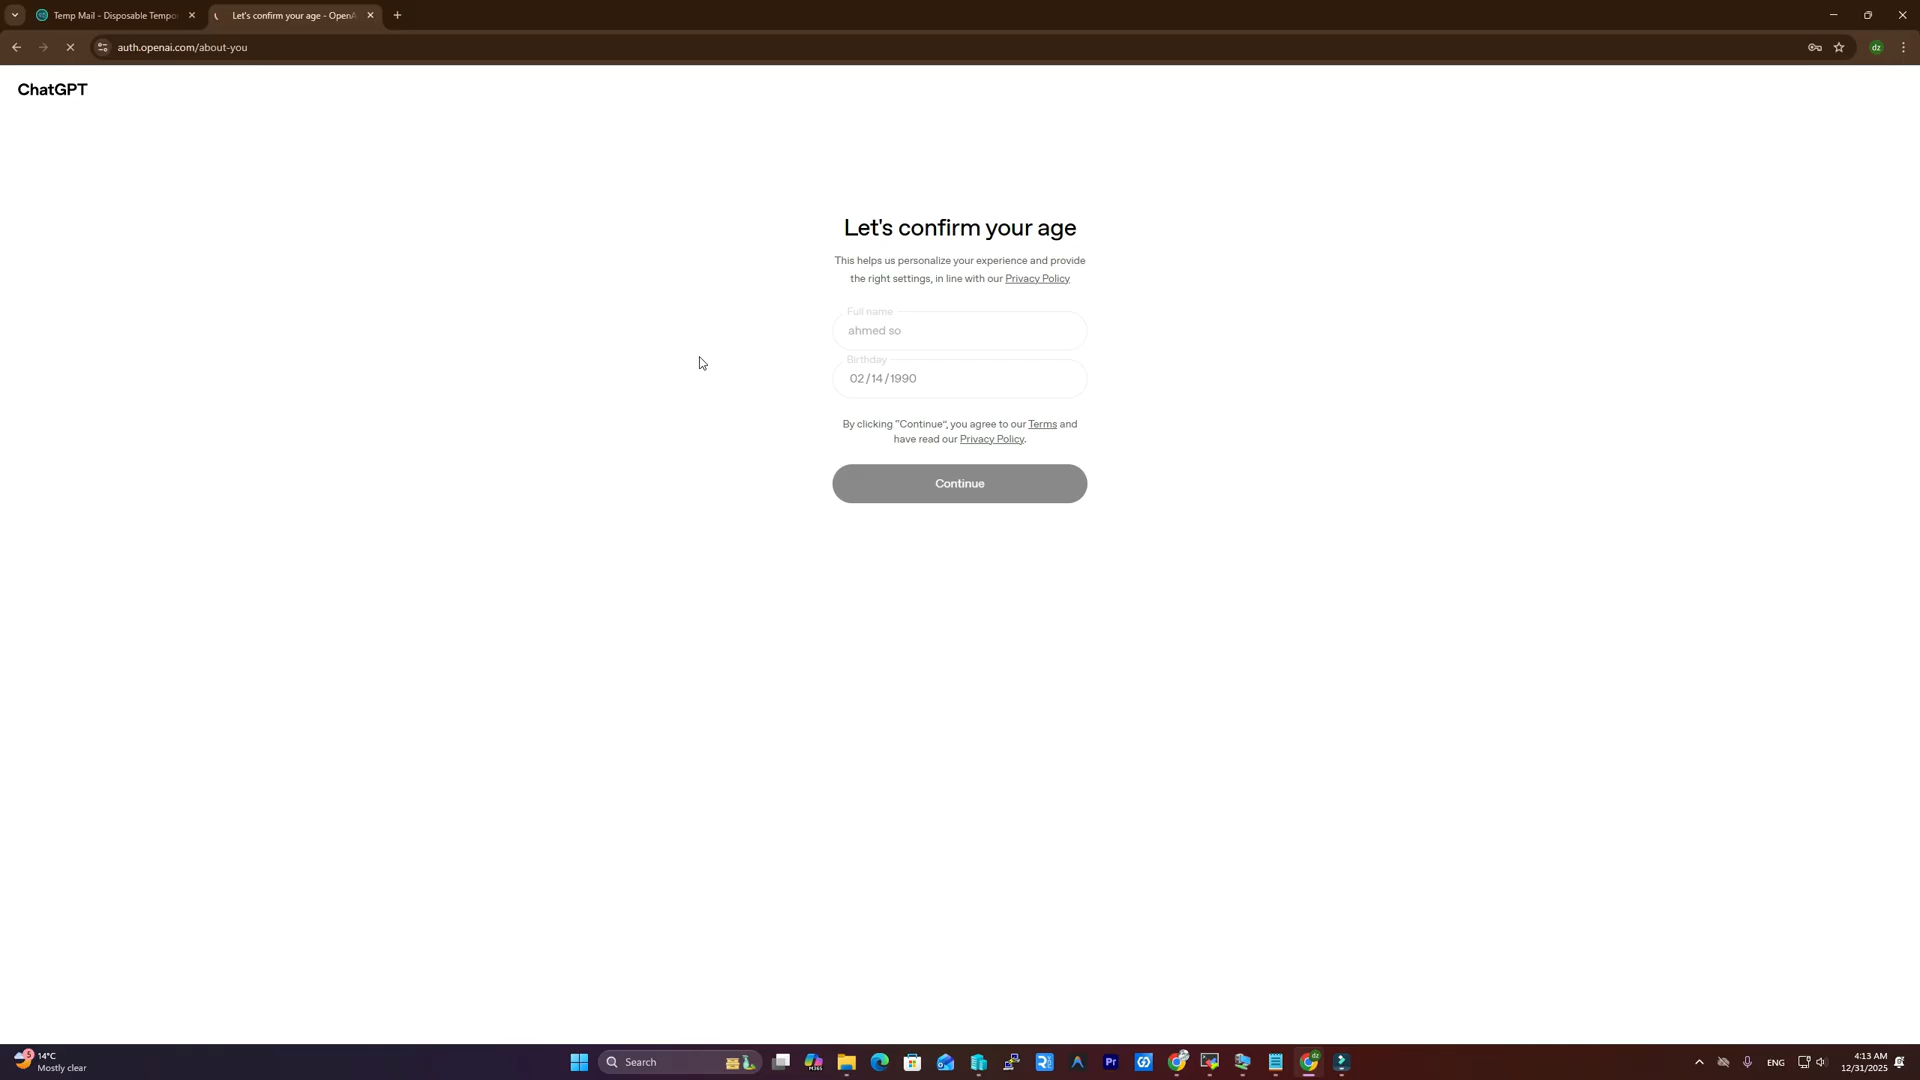 Temp Mail - Disposable Tempo
Let's confirm your age - OpenA
auth.openai.com/about-you
dz
ChatGPT
Let's confirm your age
This helps us personalize your experience and provide
the right settings, in line with our Privacy Policy
Full name
ahmed so
Birthday
02/14/1990
By clicking "Continue", you agree to our Terms and
have read our Privacy Policy.
Continue
14°C
Mostly clear
Search
M365
Pr
ENG
4:13 AM
12/31/2025